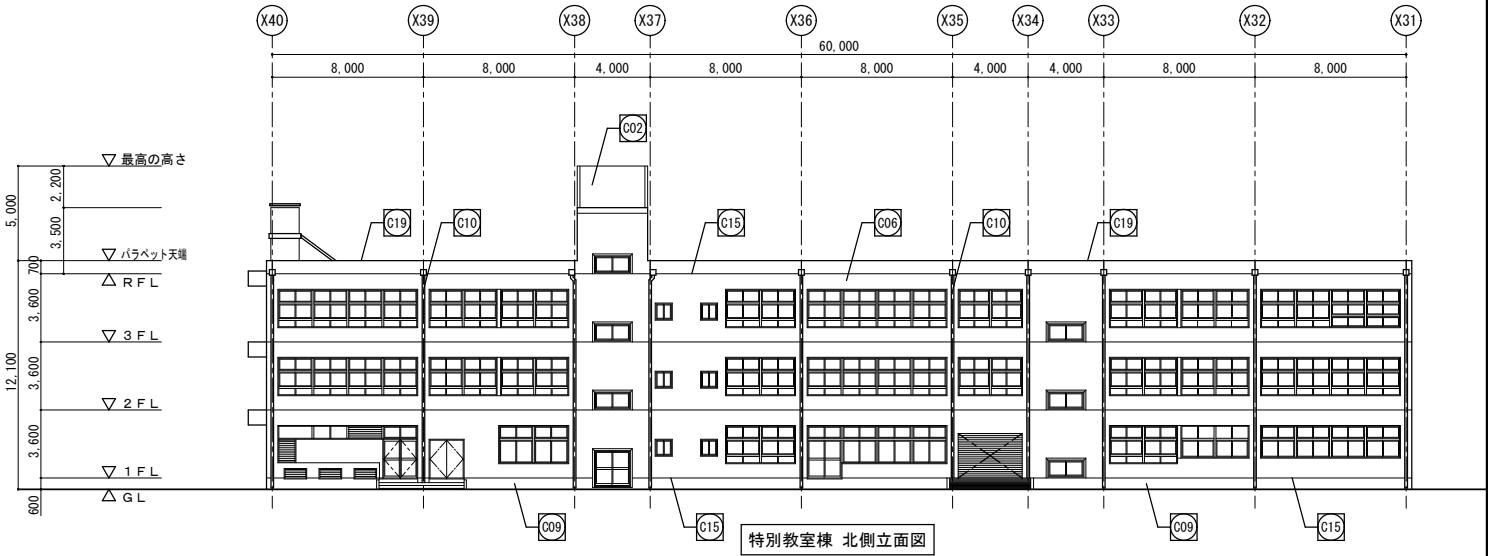 X40 X39 X38 X37 X36 X35 X34 X33 X32 X31
60,000
8,000 8,000 4,000 8,000 8,000 4,000 4,000 8,000 8,000
C02
▽ 最高の高さ
2,200
5,000
3,500
C19 C10 C15 C06 C10 C19
▽ パラペット天端
700
△ RFL
3,600
▽ 3FL
12,100
3,600
▽ 2FL
3,600
▽ 1FL
600
△ GL
C09 C15 C09 C15
特別教室棟 北側立面図